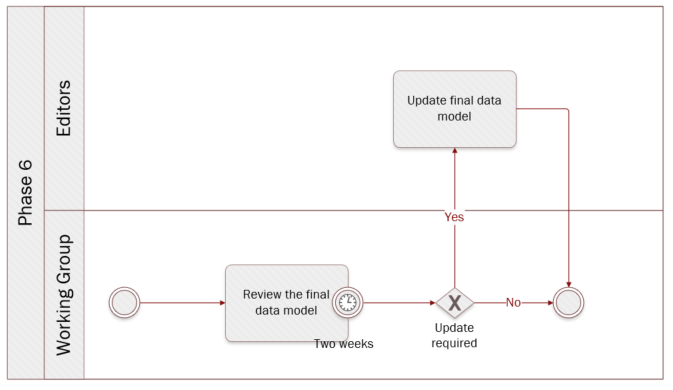 Phase 6
Editors
Update final data
model
Yes
Working Group
Review the final
data model
Two weeks
X
Update
required
No